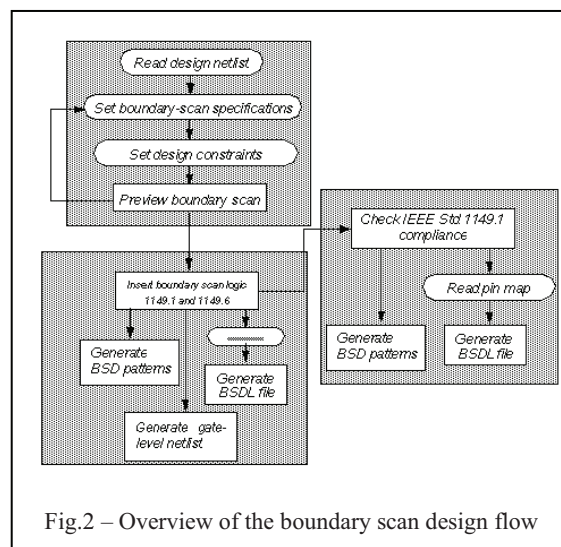 Read design netlist
Set boundary-scan specifications
Set design constraints
Preview boundary scan
Check IEEE Std 1149.1
compliance
Insert boundary scan logic
1149.1 and 1149.6
Read pin map
Generate
BSD patterns
Generate
BSDL file
Generate gate-
level netlist
Generate
BSD patterns
Generate
BSDL file
Fig.2 – Overview of the boundary scan design flow